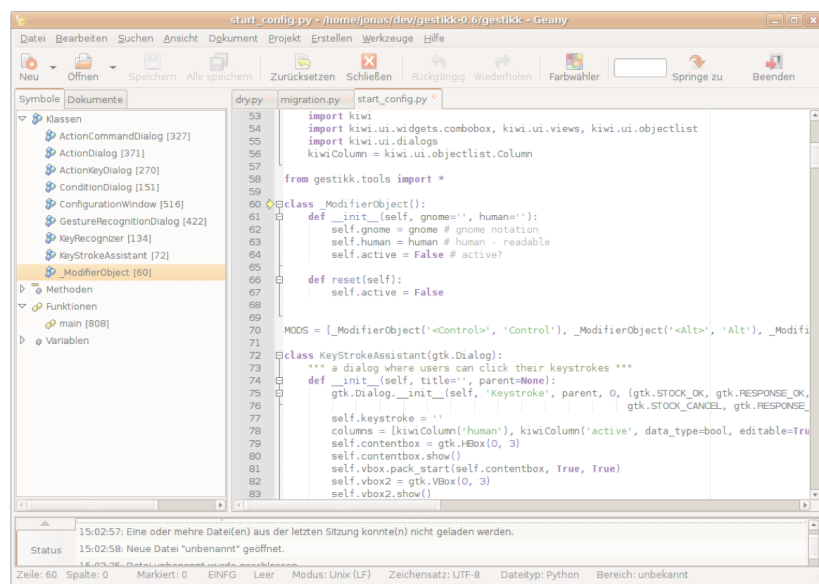 start_config.py - /home/jonas/dev/gestikk-0.6/gestikk - Geany
Datei Bearbeiten Suchen Ansicht Dokument Projekt Erstellen Werkzeuge Hilfe
Neu Öffnen Speichern Alle speichern Zurücksetzen Schließen Rückgängig Wiederholen Farbwähler Springe zu Beenden
Symbole Dokumente
Klassen
ActionCommandDialog [327]
ActionDialog [371]
ActionKeyDialog [270]
ConditionDialog [151]
ConfigurationWindow [516]
GestureRecognitionDialog [422]
KeyRecognizer [134]
KeyStrokeAssistant [72]
_ModifierObject [60]
Methoden
Funktionen
main [808]
Variablen
dry.py migration.py start_config.py
53 import kiwi
54 import kiwi.ui.widgets.combobox, kiwi.ui.views, kiwi.ui.objectlist
55 import kiwi.ui.dialogs
56 kiwiColumn = kiwi.ui.objectlist.Column
57
58 from gestikk.tools import *
59
60 class _ModifierObject():
61 def __init__(self, gnome='', human=''):
62 self.gnome = gnome # gnome notation
63 self.human = human # human - readable
64 self.active = False # active?
65
66 def reset(self):
67 self.active = False
68
69
70 MODS = [_ModifierObject('<Control>', 'Control'), _ModifierObject('<Alt>', 'Alt'), _Modifi
71
72 class KeyStrokeAssistant(gtk.Dialog):
73 """ a dialog where users can click their keystrokes """
74 def __init__(self, title='', parent=None):
75 gtk.Dialog.__init__(self, 'Keystroke', parent, 0, (gtk.STOCK_OK, gtk.RESPONSE_OK,
76 gtk.STOCK_CANCEL, gtk.RESPONSE_
77 self.keystroke = ''
78 columns = [kiwiColumn('human'), kiwiColumn('active', data_type=bool, editable=Tru
79 self.contentbox = gtk.HBox(0, 3)
80 self.contentbox.show()
81 self.vbox.pack_start(self.contentbox, True, True)
82 self.vbox2 = gtk.VBox(0, 3)
83 self.vbox2.show()
Status
15:02:57: Eine oder mehre Datei(en) aus der letzten Sitzung konnte(n) nicht geladen werden.
15:02:58: Neue Datei "unbenannt" geöffnet.
Zeile: 60 Spalte: 0 Markiert: 0 EINFG Leer Modus: Unix (LF) Zeichensatz: UTF-8 Dateityp: Python Bereich: unbekannt